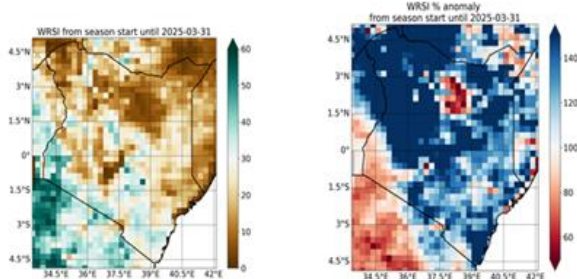 WRSI from season start until 2025-03-31
4.5°N
3°N
1.5°N
0°
1.5°S
3°S
4.5°S
34.5°E 36°E 37.5°E 39°E 40.5°E 42°E
60
50
40
30
20
10
0
WRSI % anomaly
from season start until 2025-03-31
4.5°N
3°N
1.5°N
0°
1.5°S
3°S
4.5°S
34.5°E 36°E 37.5°E 39°E 40.5°E 42°E
140
120
100
80
60